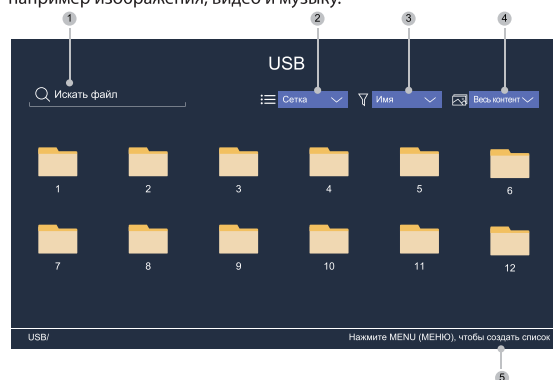 например изображения, видео и музыку.
1 2 3 4
USB
Искать файл Сетка Имя Весь контент
1 2 3 4 5 6
7 8 9 10 11 12
USB/ Нажмите MENU (МЕНЮ), чтобы создать список
5